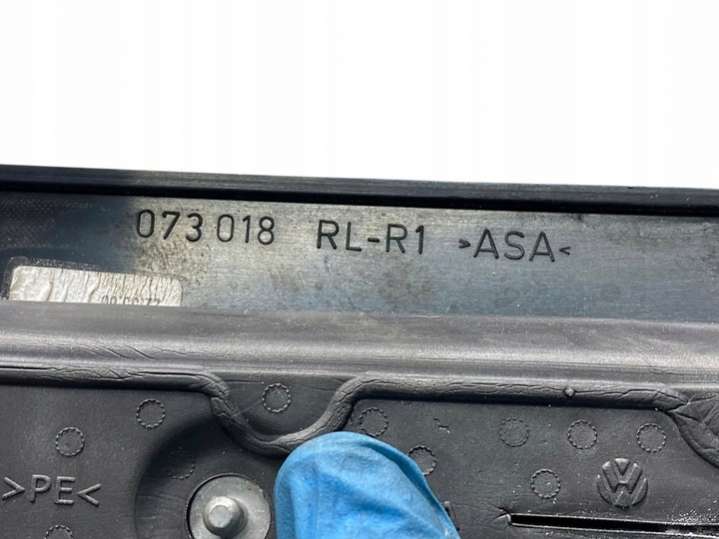 073 018 RL-R1 >ASA<
>PE<